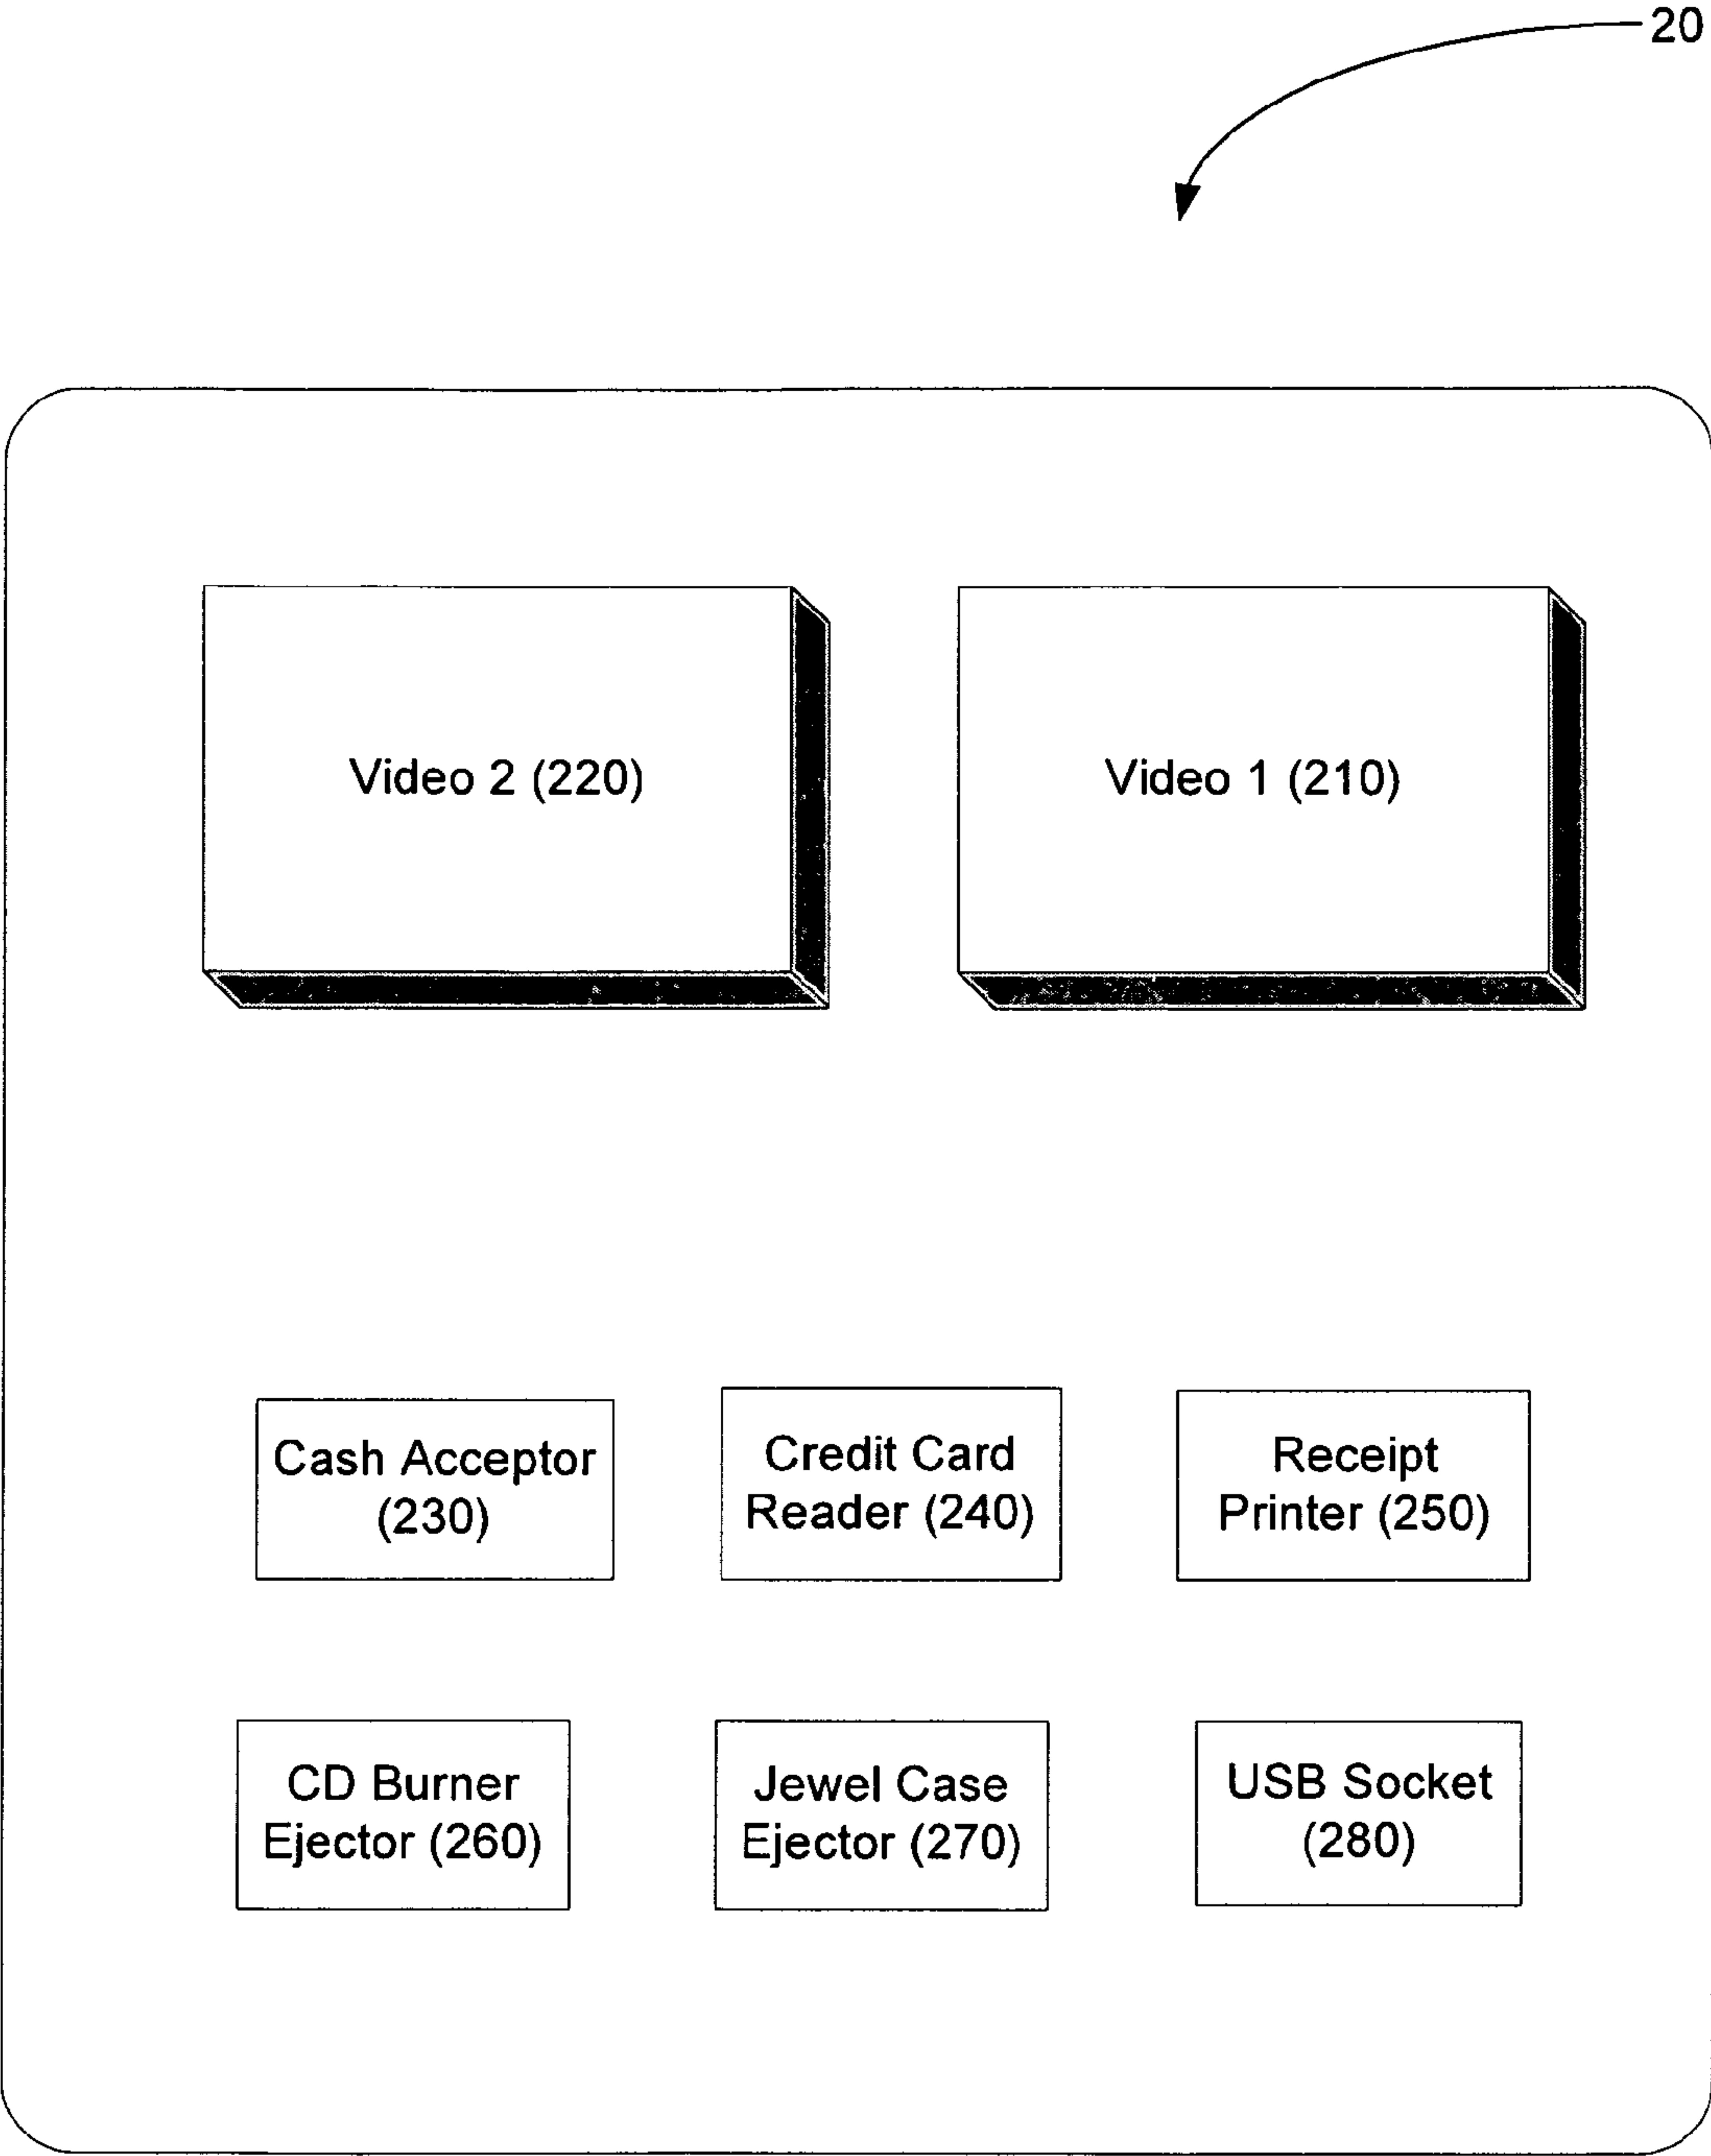 20
Video 2 (220)
Video 1 (210)
Cash Acceptor
(230)
Credit Card
Reader (240)
Receipt
Printer (250)
CD Burner
Ejector (260)
Jewel Case
Ejector (270)
USB Socket
(280)